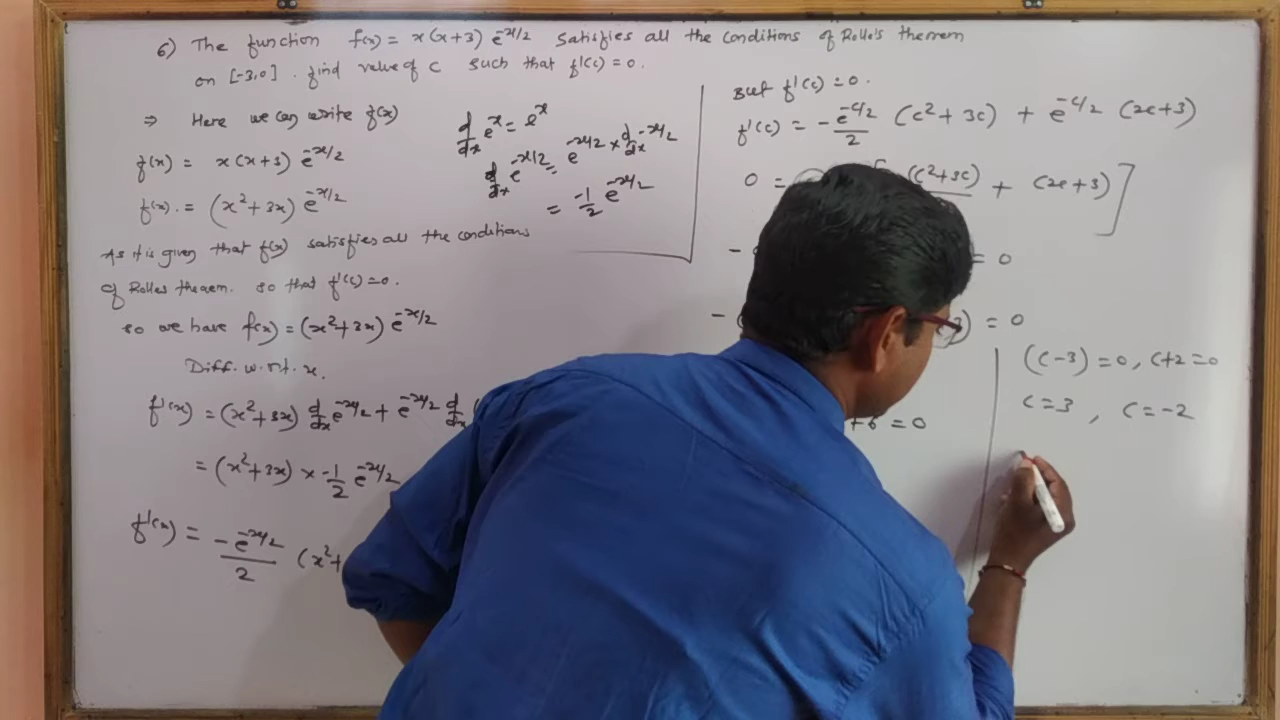 6) The function f(x) = x(x+3) e^{-x/2} satisfies all the conditions of Rolle's theorem
on [-3,0]. find value of c such that f'(c) = 0.
⇒ Here we can write f(x)
f(x) = x(x+3) e^{-x/2}
f(x) = (x²+3x) e^{-x/2}
As it is given that f(x) satisfies all the conditions
of Rolles theorem. so that f'(c) = 0.
so we have f(x) = (x²+3x) e^{-x/2}
Diff. w.r.t. x.
f'(x) = (x²+3x) d/dx e^{-x/2} + e^{-x/2} d/dx
= (x²+3x) × -1/2 e^{-x/2}
f'(x) = -e^{-x/2}/2 (x²+
d/dx e^x = e^x
d/dx e^{-x/2} = e^{-x/2} × d/dx -x/2
= -1/2 e^{-x/2}
But f'(c) = 0.
f'(c) = -e^{-c/2}/2 (c²+3c) + e^{-c/2} (2c+3)
0 = (c²+3c) + (2c+3)]
- = 0
- 3) = 0
+6 = 0
(c-3) = 0, c+2 = 0
c = 3, c = -2